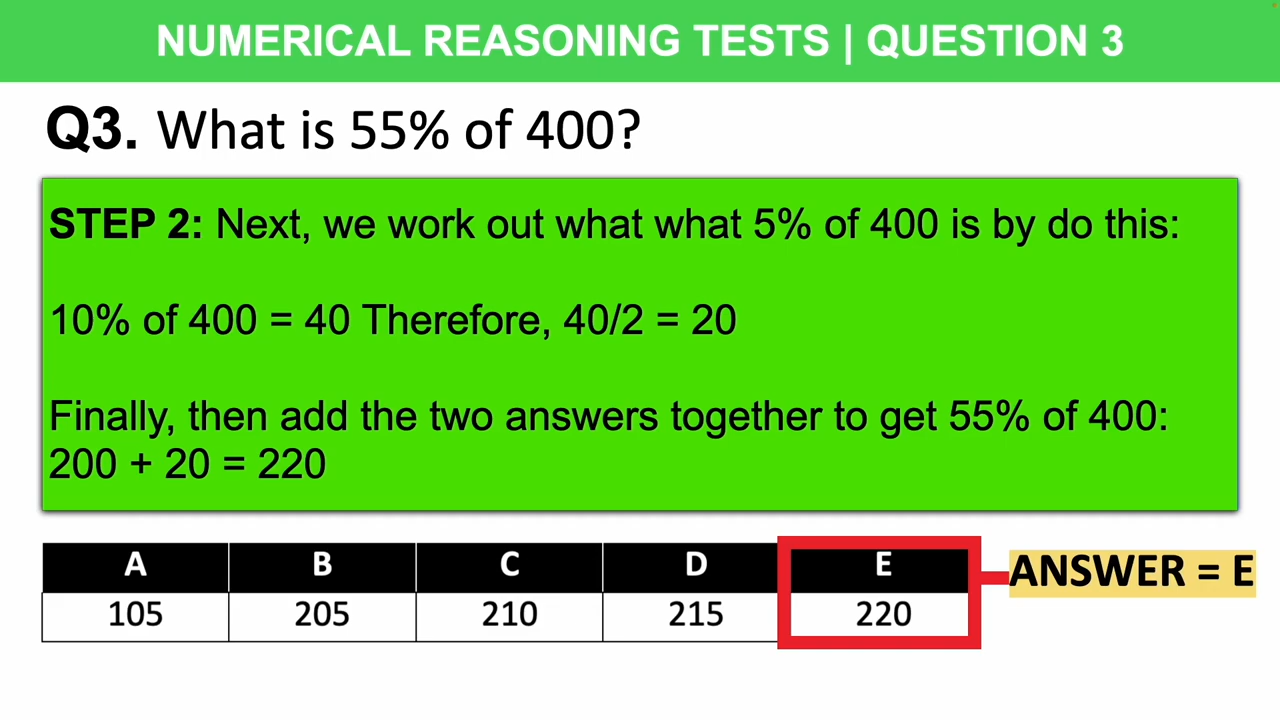 NUMERICAL REASONING TESTS | QUESTION 3
Q3. What is 55% of 400?
STEP 2: Next, we work out what what 5% of 400 is by do this:
10% of 400 = 40 Therefore, 40/2 = 20
Finally, then add the two answers together to get 55% of 400:
200 + 20 = 220
A B C D E
105 205 210 215 220
ANSWER = E